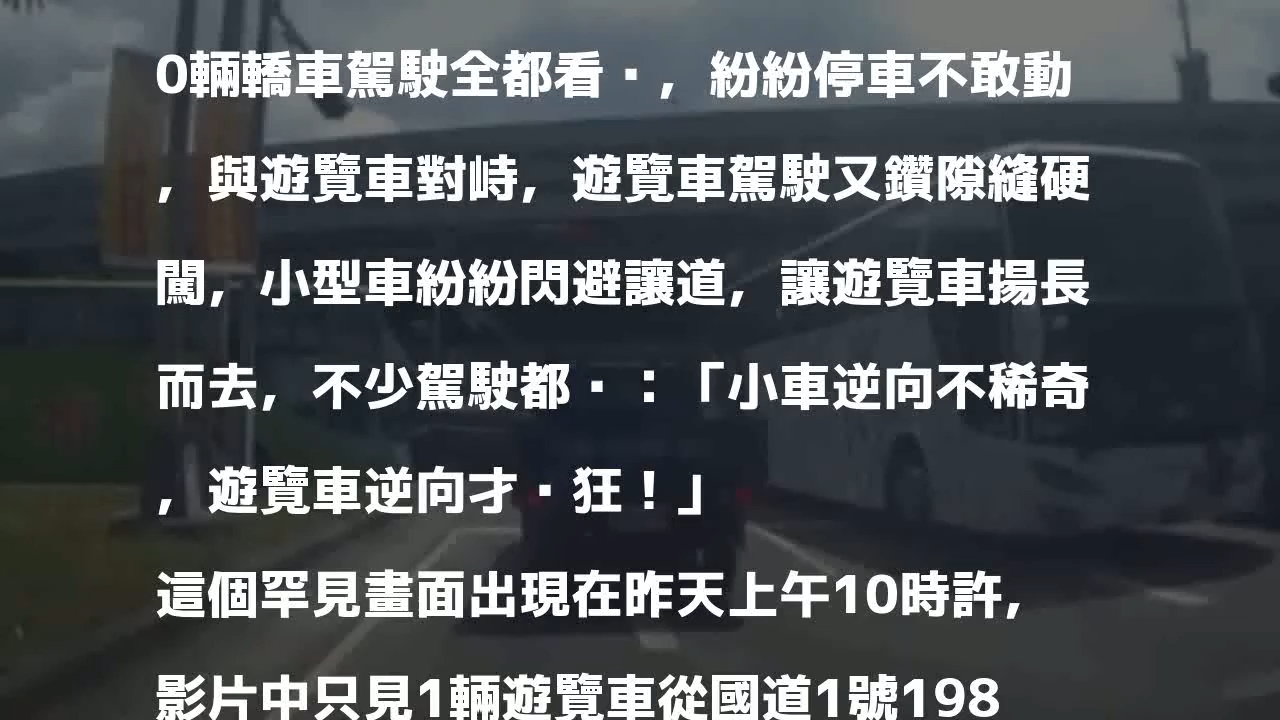 0輛轎車駕駛全都看▪，紛紛停車不敢動
，與遊覽車對峙，遊覽車駕駛又鑽隙縫硬
闖，小型車紛紛閃避讓道，讓遊覽車揚長
而去，不少駕駛都▪：「小車逆向不稀奇
，遊覽車逆向才▪狂！」
這個罕見畫面出現在昨天上午10時許，
影片中只見1輛遊覽車從國道1號198